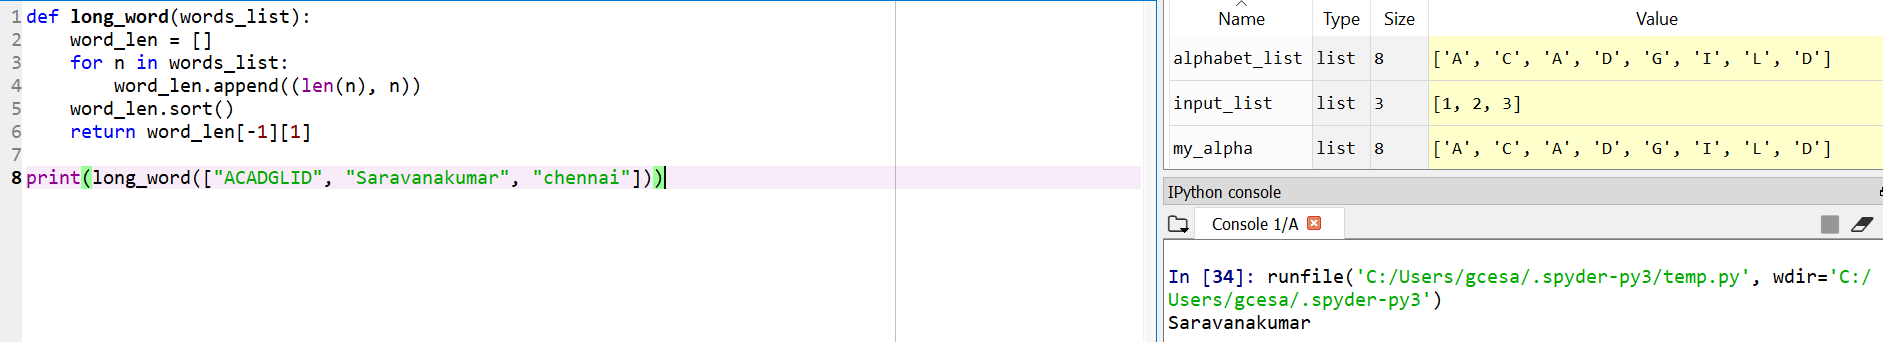 1 def long_word(words_list):
2     word_len = []
3     for n in words_list:
4         word_len.append((len(n), n))
5     word_len.sort()
6     return word_len[-1][1]
7
8 print(long_word(["ACADGLID", "Saravanakumar", "chennai"]))
Name Type Size Value
alphabet_list list 8 ['A', 'C', 'A', 'D', 'G', 'I', 'L', 'D']
input_list list 3 [1, 2, 3]
my_alpha list 8 ['A', 'C', 'A', 'D', 'G', 'I', 'L', 'D']
IPython console
Console 1/A
In [34]: runfile('C:/Users/gcesa/.spyder-py3/temp.py', wdir='C:/
Users/gcesa/.spyder-py3')
Saravanakumar